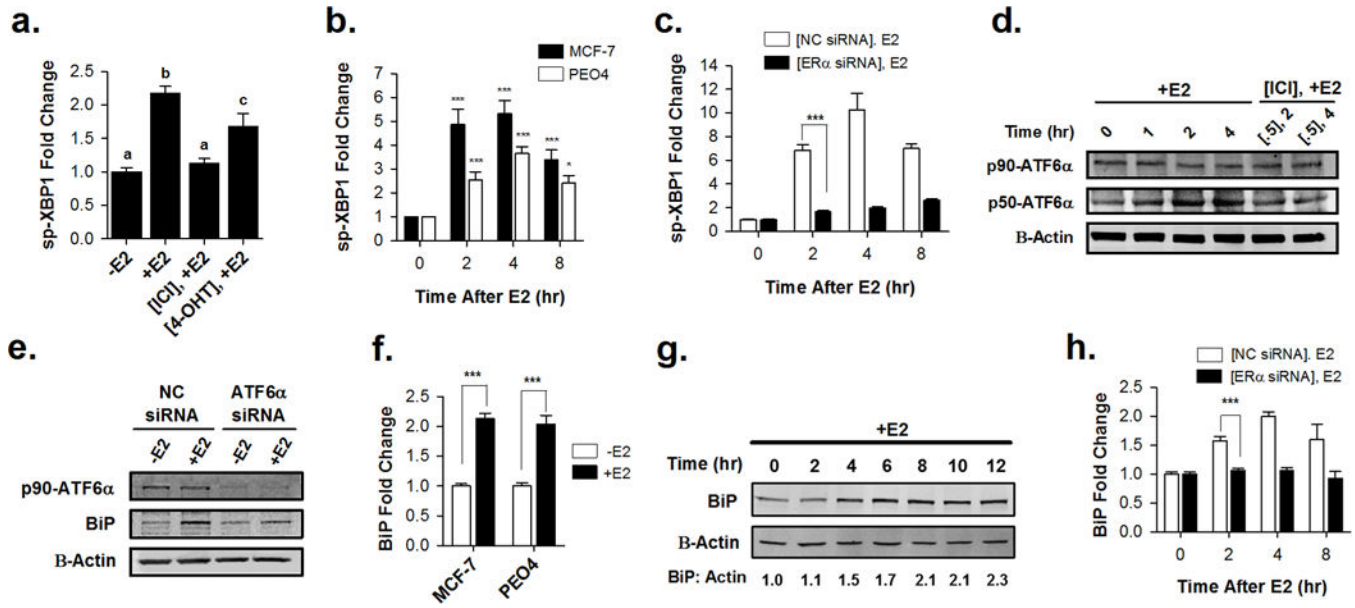 a.
sp-XBP1 Fold Change
2.5
2.0
1.5
1.0
0.5
0.0
a
b
a
c
-E2
+E2
[ICI], +E2
[4-OHT], +E2
b.
MCF-7
PEO4
sp-XBP1 Fold Change
7
6
5
4
3
2
1
0
***
***
***
***
***
*
0
2
4
8
Time After E2 (hr)
c.
[NC siRNA]. E2
[ERα siRNA], E2
sp-XBP1 Fold Change
14
12
10
8
6
4
2
0
***
0
2
4
8
Time After E2 (hr)
d.
+E2
[ICI], +E2
Time (hr)
0
1
2
4
[.5], 2
[.5], 4
p90-ATF6α
p50-ATF6α
B-Actin
e.
NC siRNA
ATF6α siRNA
-E2
+E2
-E2
+E2
p90-ATF6α
BiP
B-Actin
f.
BiP Fold Change
2.5
2.0
1.5
1.0
0.5
0.0
***
***
-E2
+E2
MCF-7
PEO4
g.
+E2
Time (hr) 0 2 4 6 8 10 12
BiP
B-Actin
BiP: Actin 1.0 1.1 1.5 1.7 2.1 2.1 2.3
h.
[NC siRNA]. E2
[ERα siRNA], E2
BiP Fold Change
2.5
2.0
1.5
1.0
0.5
0.0
***
0
2
4
8
Time After E2 (hr)